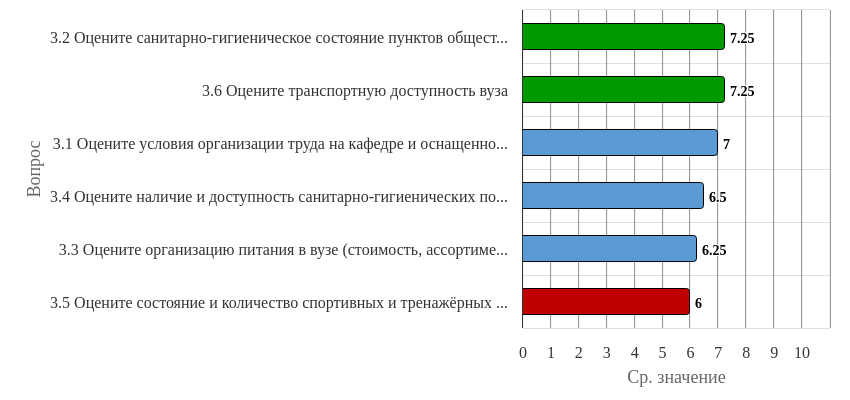 3.2 Оцените санитарно-гигиеническое состояние пунктов общест... 7.25
3.6 Оцените транспортную доступность вуза 7.25
3.1 Оцените условия организации труда на кафедре и оснащенно... 7
3.4 Оцените наличие и доступность санитарно-гигиенических по... 6.5
3.3 Оцените организацию питания в вузе (стоимость, ассортиме... 6.25
3.5 Оцените состояние и количество спортивных и тренажёрных ... 6
Вопрос
0 1 2 3 4 5 6 7 8 9 10
Ср. значение